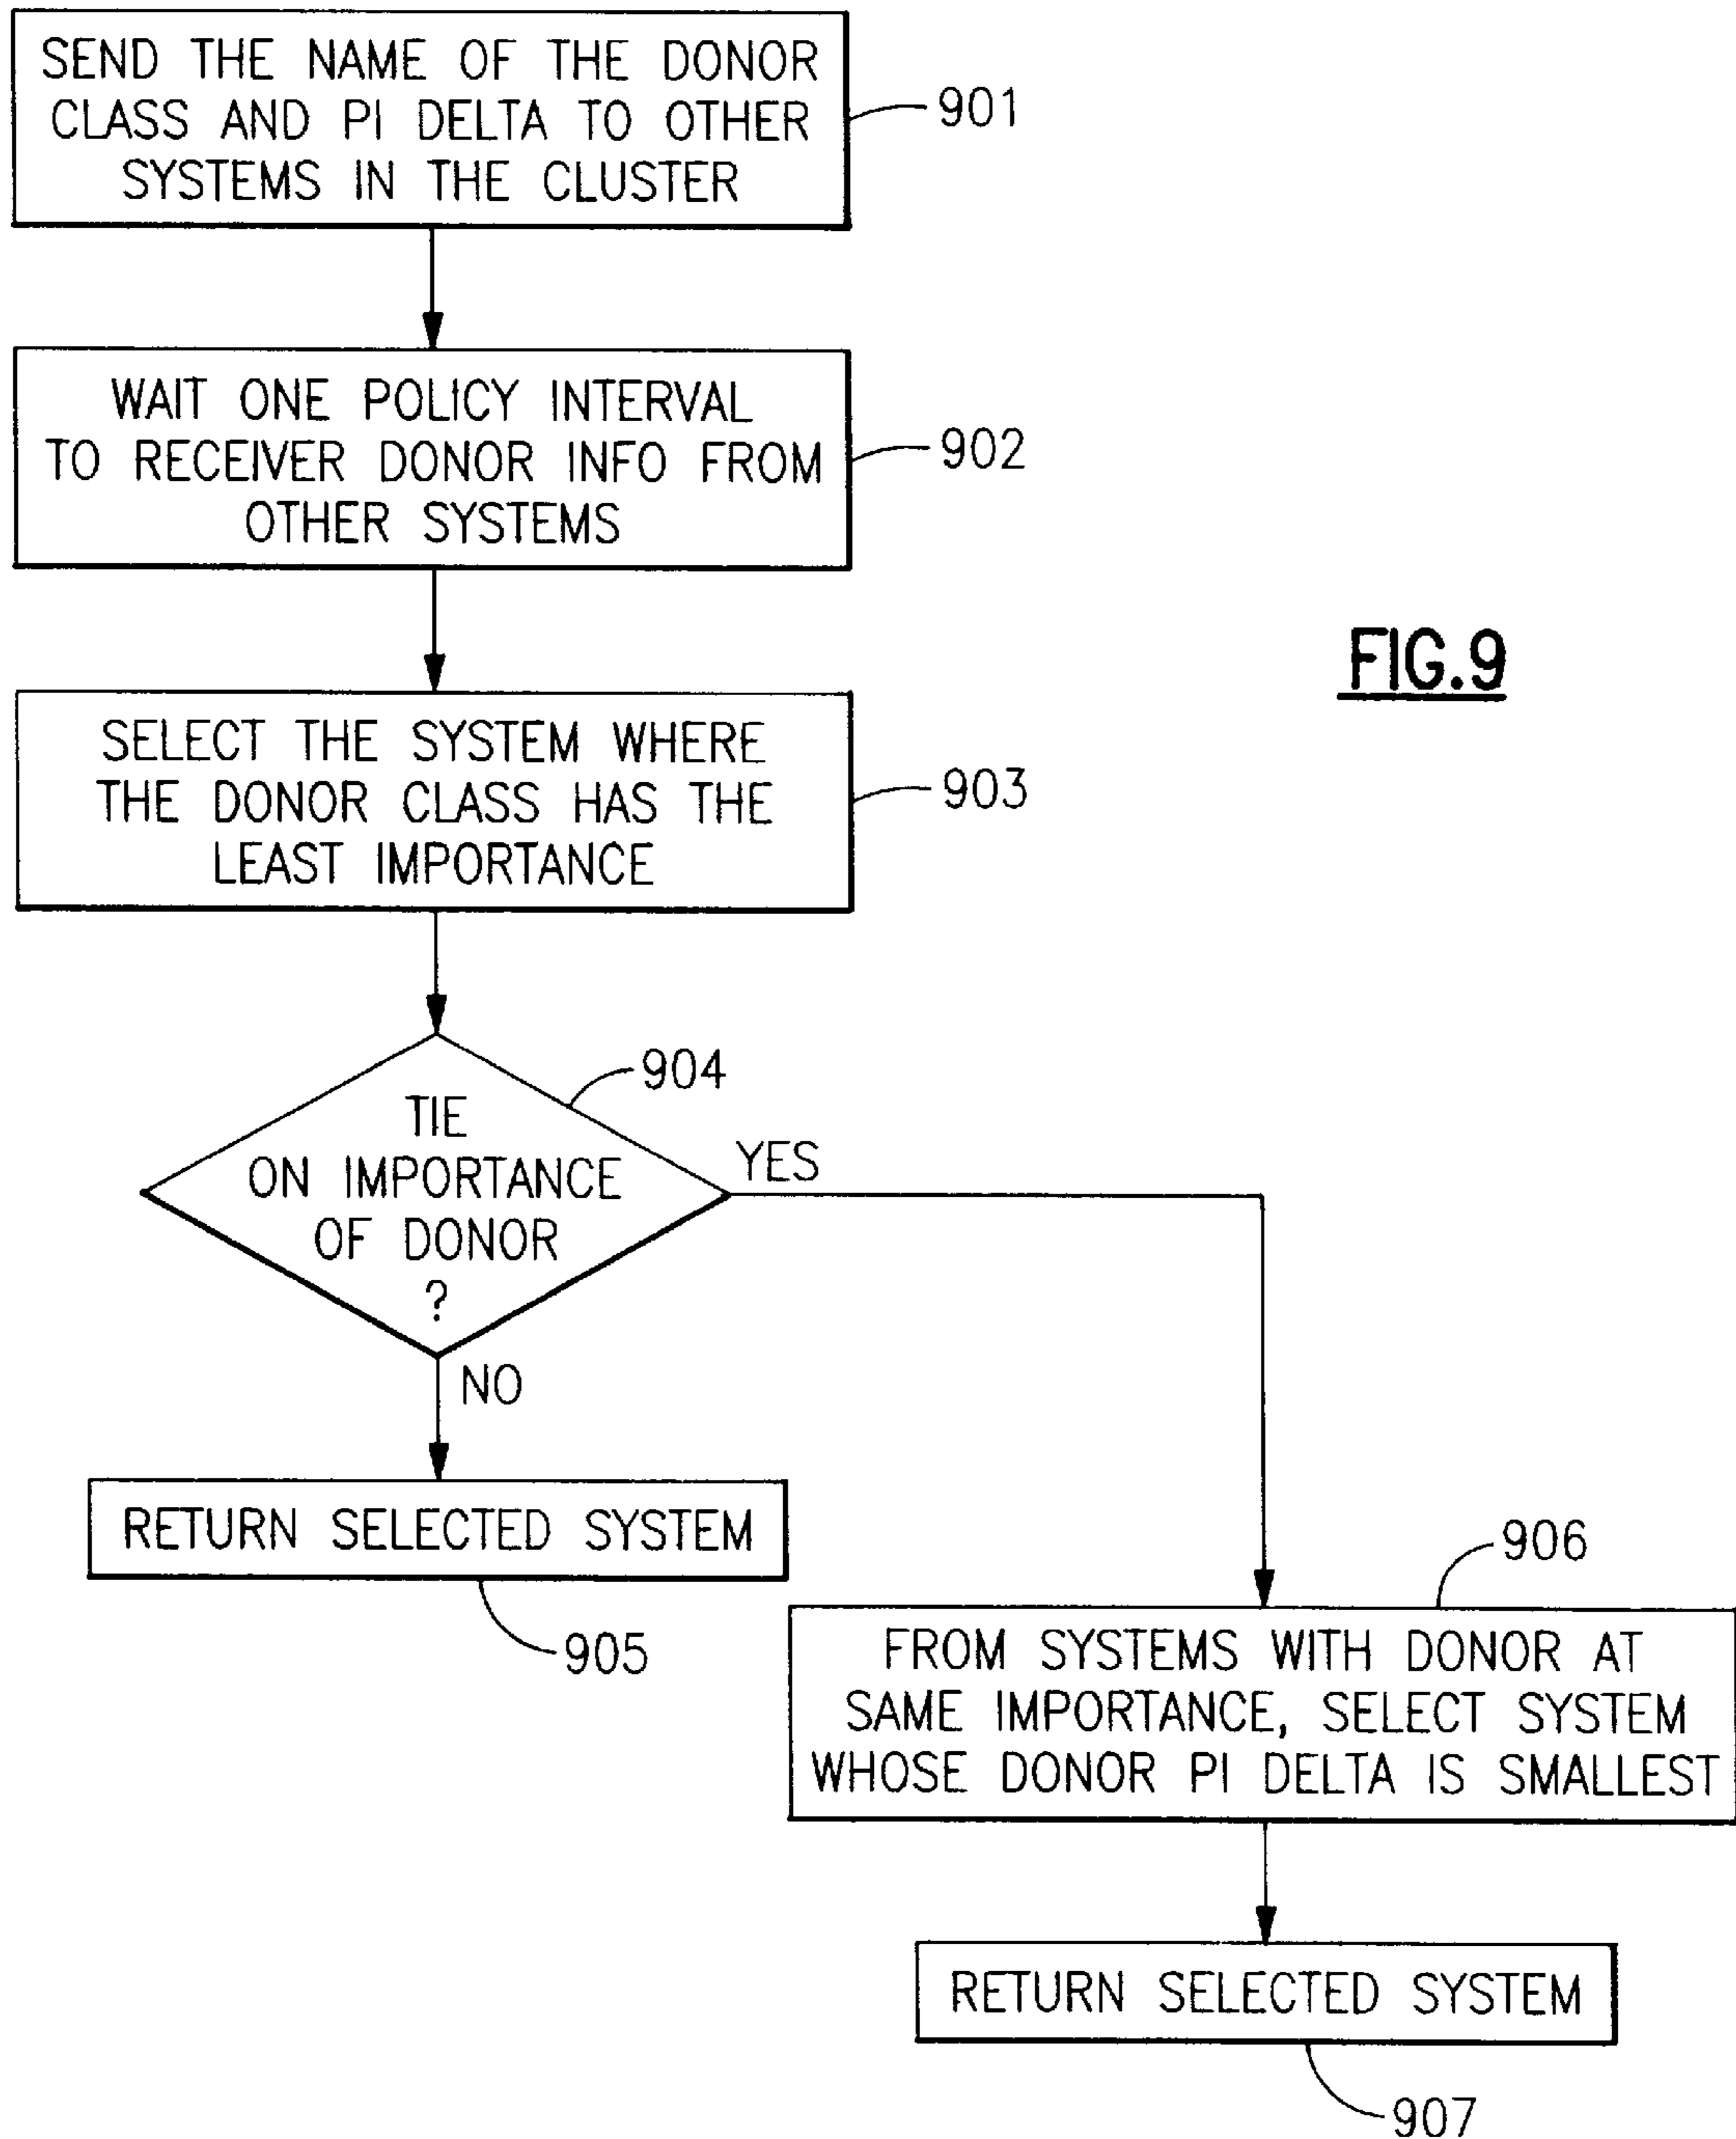 SEND THE NAME OF THE DONOR
CLASS AND PI DELTA TO OTHER
SYSTEMS IN THE CLUSTER
901
WAIT ONE POLICY INTERVAL
TO RECEIVER DONOR INFO FROM
OTHER SYSTEMS
902
FIG.9
SELECT THE SYSTEM WHERE
THE DONOR CLASS HAS THE
LEAST IMPORTANCE
903
TIE
ON IMPORTANCE
OF DONOR
?
904
YES
NO
RETURN SELECTED SYSTEM
905
906
FROM SYSTEMS WITH DONOR AT
SAME IMPORTANCE, SELECT SYSTEM
WHOSE DONOR PI DELTA IS SMALLEST
RETURN SELECTED SYSTEM
907